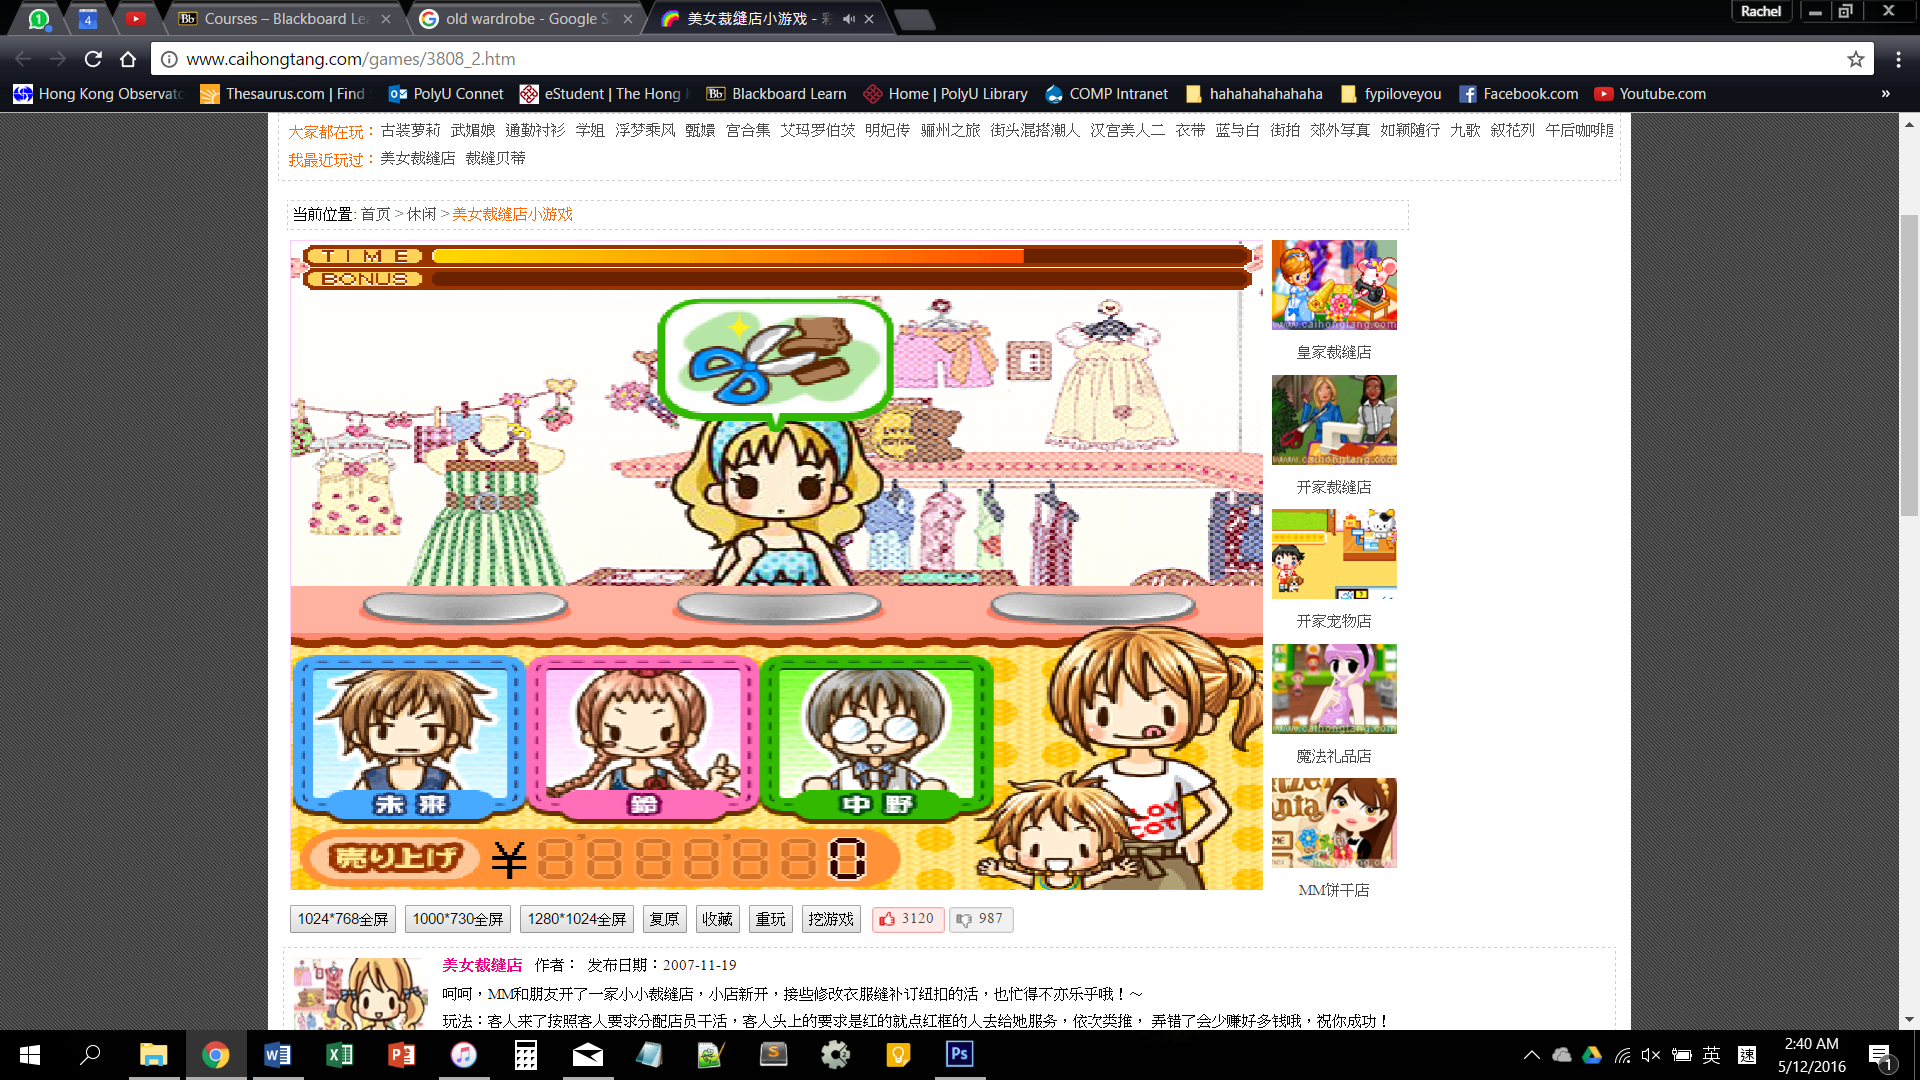 Courses – Blackboard Le
old wardrobe - Google S
美女裁缝店小游戏 - 彩
Rachel
www.caihongtang.com/games/3808_2.htm
Hong Kong Observato
Thesaurus.com | Find
PolyU Connet
eStudent | The Hong
Blackboard Learn
Home | PolyU Library
COMP Intranet
hahahahahahaha
fypiloveyou
Facebook.com
Youtube.com
»
大家都在玩： 古装萝莉 武媚娘 通勤衬衫 学姐 浮梦乘风 甄嬛 宫合集 艾玛罗伯茨 明妃传 骊州之旅 街头混搭潮人 汉宫美人二 衣带 蓝与白 街拍 郊外写真 如颖随行 九歌 叙花列 午后咖啡
我最近玩过： 美女裁缝店 裁缝贝蒂
当前位置: 首页 > 休闲 > 美女裁缝店小游戏
TIME
BONUS
未来
鈴
中野
売り上げ ¥ 0
LOV
www.caihongtang.com
皇家裁缝店
www.caihongtang.com
开家裁缝店
开家宠物店
www.caihongtang.com
魔法礼品店
www.caihongtang.com
MM饼干店
1024*768全屏 1000*730全屏 1280*1024全屏 复原 收藏 重玩 挖游戏 3120 987
美女裁缝店 作者： 发布日期：2007-11-19
呵呵，MM和朋友开了一家小小裁缝店，小店新开，接些修改衣服缝补订纽扣的活，也忙得不亦乐乎哦！～
玩法：客人来了按照客人要求分配店员干活，客人头上的要求是红的就点红框的人去给她服务，依次类推， 弄错了会少赚好多钱哦，祝你成功！
英
速
2:40 AM
5/12/2016
1